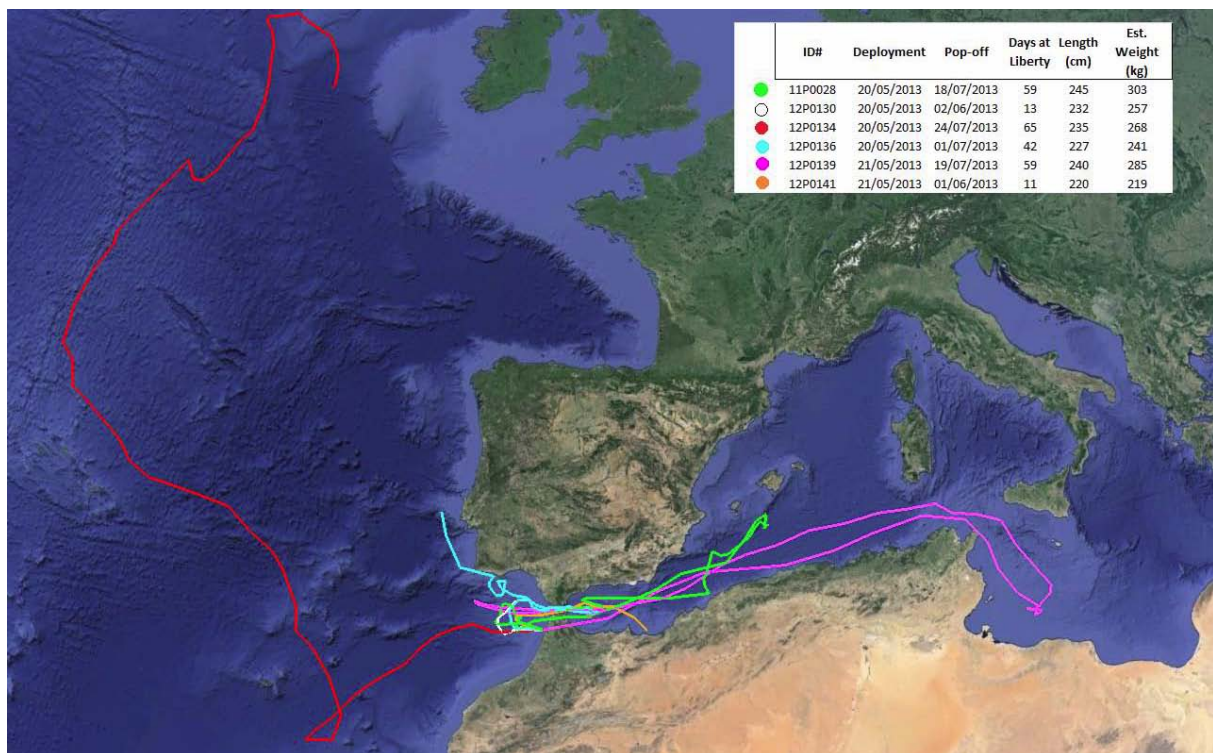 ID# Deployment Pop-off Days at Liberty Length (cm) Est. Weight (kg)
11P0028 20/05/2013 18/07/2013 59 245 303
12P0130 20/05/2013 02/06/2013 13 232 257
12P0134 20/05/2013 24/07/2013 65 235 268
12P0136 20/05/2013 01/07/2013 42 227 241
12P0139 21/05/2013 19/07/2013 59 240 285
12P0141 21/05/2013 01/06/2013 11 220 219